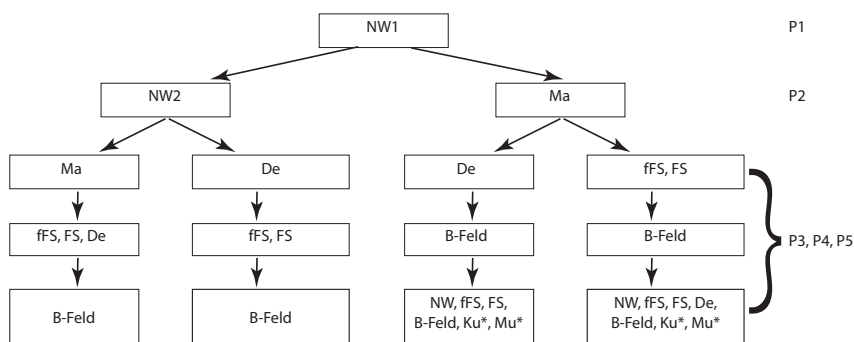 NW1
P1
NW2
Ma
P2
Ma
De
De
fFS, FS
fFS, FS, De
fFS, FS
B-Feld
B-Feld
P3, P4, P5
B-Feld
B-Feld
NW, fFS, FS,
B-Feld, Ku*, Mu*
NW, fFS, FS, De,
B-Feld, Ku*, Mu*